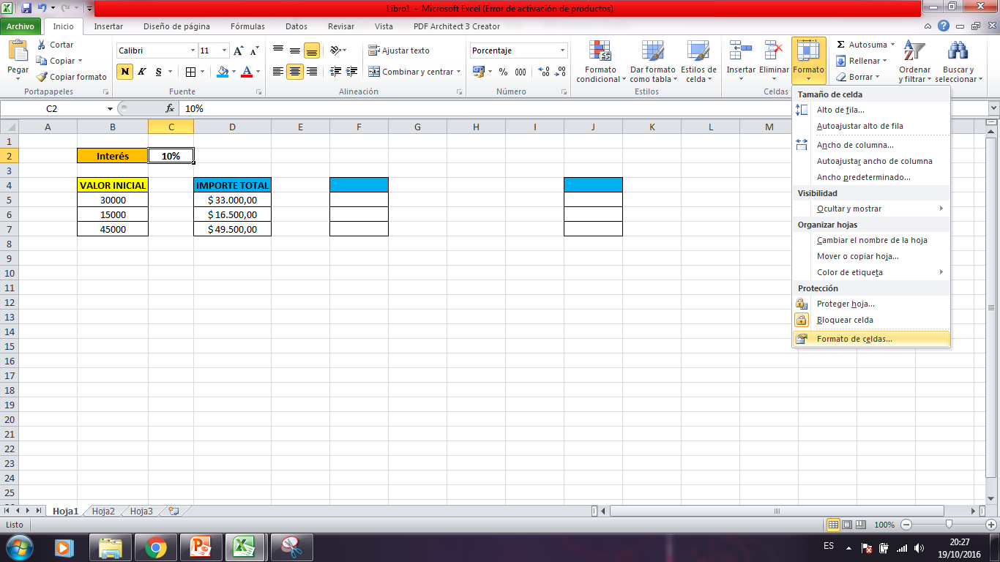 Libro1 - Microsoft Excel (Error de activación de productos)
Archivo Inicio Insertar Diseño de página Fórmulas Datos Revisar Vista PDF Architect 3 Creator
Pegar
Cortar
Copiar
Copiar formato
Portapapeles
Calibri 11
N K S
Fuente
Ajustar texto
Combinar y centrar
Alineación
Porcentaje
% 000
Número
Formato condicional
Dar formato como tabla
Estilos de celda
Estilos
Insertar Eliminar Formato
Celdas
Σ Autosuma
Rellenar
Borrar
Ordenar y filtrar
Buscar y seleccionar
C2 fx 10%
A B C D E F G H I J K L M
1
2 Interés 10%
3
4 VALOR INICIAL IMPORTE TOTAL
5 30000 $ 33.000,00
6 15000 $ 16.500,00
7 45000 $ 49.500,00
8
9
10
11
12
13
14
15
16
17
18
19
20
21
22
23
24
25
Tamaño de celda
Alto de fila...
Autoajustar alto de fila
Ancho de columna...
Autoajustar ancho de columna
Ancho predeterminado...
Visibilidad
Ocultar y mostrar
Organizar hojas
Cambiar el nombre de la hoja
Mover o copiar hoja...
Color de etiqueta
Protección
Proteger hoja...
Bloquear celda
Formato de celdas...
Hoja1 Hoja2 Hoja3
Listo 100%
ES 20:27
19/10/2016